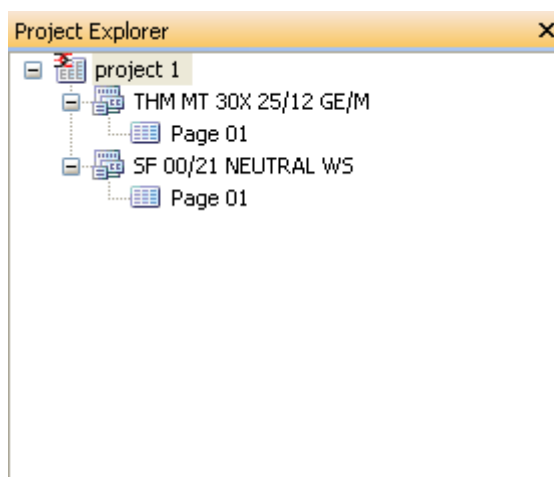 Project Explorer
project 1
THM MT 30X 25/12 GE/M
Page 01
SF 00/21 NEUTRAL WS
Page 01